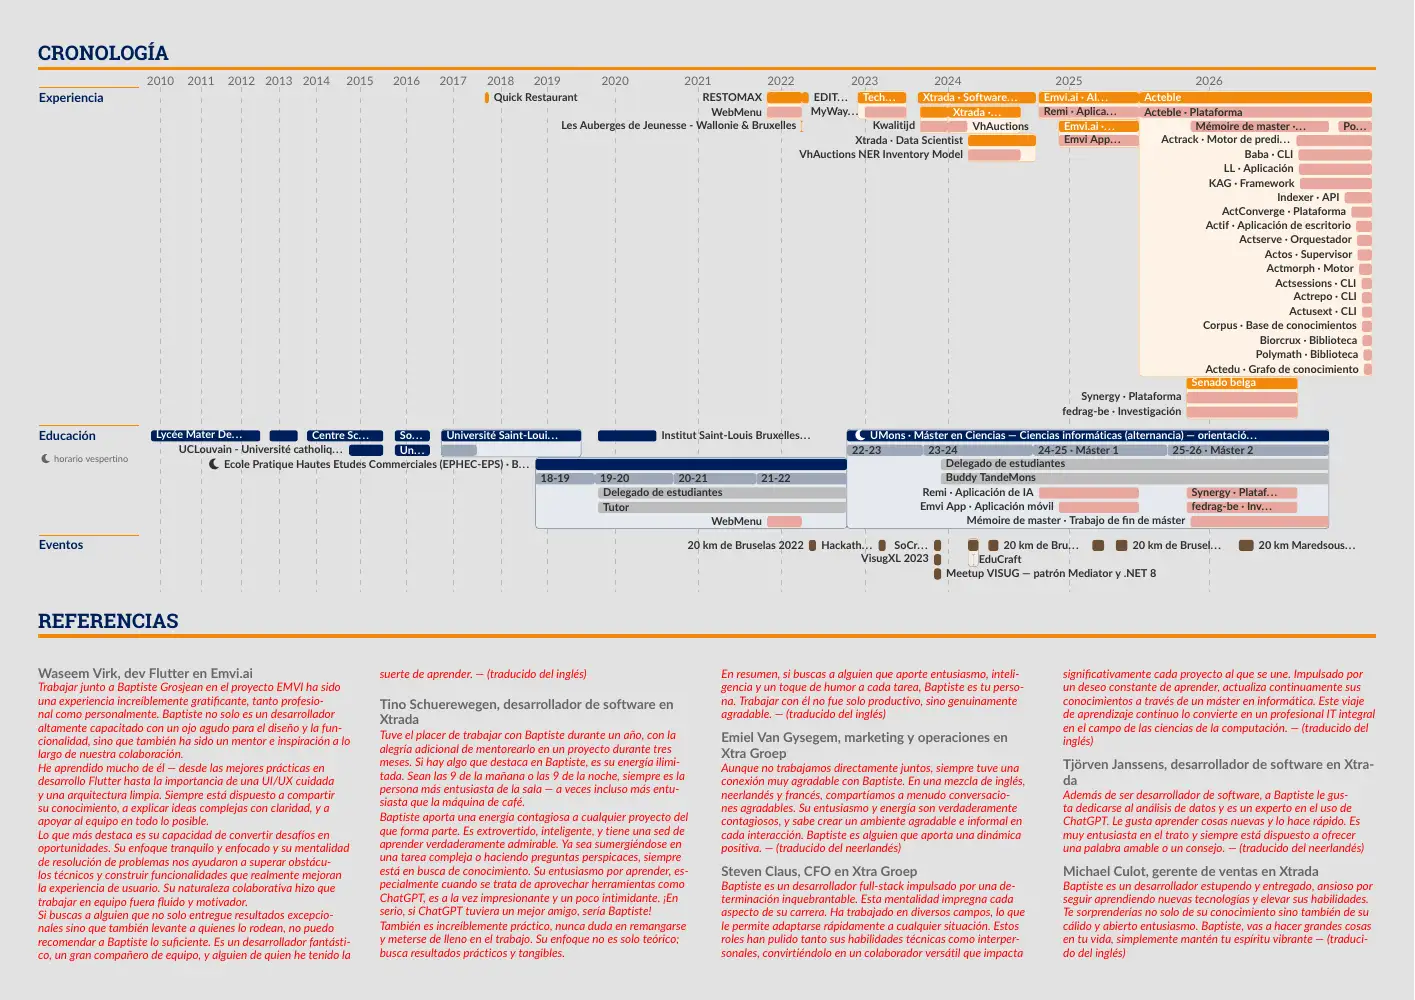 CRONOLOGÍA
2010 2011 2012 2013 2014 2015 2016 2017 2018 2019 2020 2021 2022 2023 2024 2025 2026
Experiencia
Quick Restaurant RESTOMAX EDIT... Tech... Xtrada · Software... Emvi.ai · AI... Acteble
WebMenu MyWay... Xtrada ·... Remi · Aplica... Acteble · Plataforma
Les Auberges de Jeunesse - Wallonie & Bruxelles Kwalitijd VhAuctions Emvi.ai ·... Mémoire de master ·... Po...
Xtrada · Data Scientist Emvi App... Actrack · Motor de predi...
VhAuctions NER Inventory Model Baba · CLI
LL · Aplicación
KAG · Framework
Indexer · API
ActConverge · Plataforma
Actif · Aplicación de escritorio
Actserve · Orquestador
Actos · Supervisor
Actmorph · Motor
Actsessions · CLI
Actrepo · CLI
Actusext · CLI
Corpus · Base de conocimientos
Biorcrux · Biblioteca
Polymath · Biblioteca
Actedu · Grafo de conocimiento
Senado belga
Synergy · Plataforma
fedrag-be · Investigación
Educación
Lycée Mater De... Centre Sc... So... Université Saint-Loui... Institut Saint-Louis Bruxelles... UMons · Máster en Ciencias — Ciencias informáticas (alternancia) — orientació...
UCLouvain - Université catholiq... Un... 22-23 23-24 24-25 · Máster 1 25-26 · Máster 2
horario vespertino
Ecole Pratique Hautes Etudes Commerciales (EPHEC-EPS) · B... Delegado de estudiantes
18-19 19-20 20-21 21-22 Buddy TandeMons
Delegado de estudiantes Remi · Aplicación de IA Synergy · Plataf...
Tutor Emvi App · Aplicación móvil fedrag-be · Inv...
WebMenu Mémoire de master · Trabajo de fin de máster
Eventos
20 km de Bruselas 2022 Hackath... SoCr... 20 km de Bru... 20 km de Brusel... 20 km Maredsous...
VisugXL 2023 EduCraft
Meetup VISUG — patrón Mediator y .NET 8
REFERENCIAS
Waseem Virk, dev Flutter en Emvi.ai
Trabajar junto a Baptiste Grosjean en el proyecto EMVI ha sido
una experiencia increíblemente gratificante, tanto profesio-
nal como personalmente. Baptiste no solo es un desarrollador
altamente capacitado con un ojo agudo para el diseño y la fun-
cionalidad, sino que también ha sido un mentor e inspiración a lo
largo de nuestra colaboración.
He aprendido mucho de él — desde las mejores prácticas en
desarrollo Flutter hasta la importancia de una UI/UX cuidada
y una arquitectura limpia. Siempre está dispuesto a compartir
su conocimiento, a explicar ideas complejas con claridad, y a
apoyar al equipo en todo lo posible.
Lo que más destaca es su capacidad de convertir desafíos en
oportunidades. Su enfoque tranquilo y enfocado y su mentalidad
de resolución de problemas nos ayudaron a superar obstácu-
los técnicos y construir funcionalidades que realmente mejoran
la experiencia de usuario. Su naturaleza colaborativa hizo que
trabajar en equipo fuera fluido y motivador.
Si buscas a alguien que no solo entregue resultados excepcio-
nales sino que también levante a quienes lo rodean, no puedo
recomendar a Baptiste lo suficiente. Es un desarrollador fantásti-
co, un gran compañero de equipo, y alguien de quien he tenido la
suerte de aprender. — (traducido del inglés)
Tino Schuerewegen, desarrollador de software en
Xtrada
Tuve el placer de trabajar con Baptiste durante un año, con la
alegría adicional de mentorearlo en un proyecto durante tres
meses. Si hay algo que destaca en Baptiste, es su energía ilimi-
tada. Sean las 9 de la mañana o las 9 de la noche, siempre es la
persona más entusiasta de la sala — a veces incluso más entu-
siasta que la máquina de café.
Baptiste aporta una energía contagiosa a cualquier proyecto del
que forma parte. Es extrovertido, inteligente, y tiene una sed de
aprender verdaderamente admirable. Ya sea sumergiéndose en
una tarea compleja o haciendo preguntas perspicaces, siempre
está en busca de conocimiento. Su entusiasmo por aprender, es-
pecialmente cuando se trata de aprovechar herramientas como
ChatGPT, es a la vez impresionante y un poco intimidante. ¡En
serio, si ChatGPT tuviera un mejor amigo, sería Baptiste!
También es increíblemente práctico, nunca duda en remangarse
y meterse de lleno en el trabajo. Su enfoque no es solo teórico;
busca resultados prácticos y tangibles.
En resumen, si buscas a alguien que aporte entusiasmo, inteli-
gencia y un toque de humor a cada tarea, Baptiste es tu perso-
na. Trabajar con él no fue solo productivo, sino genuinamente
agradable. — (traducido del inglés)
Emiel Van Gysegem, marketing y operaciones en
Xtra Groep
Aunque no trabajamos directamente juntos, siempre tuve una
conexión muy agradable con Baptiste. En una mezcla de inglés,
neerlandés y francés, compartíamos a menudo conversacio-
nes agradables. Su entusiasmo y energía son verdaderamente
contagiosos, y sabe crear un ambiente agradable e informal en
cada interacción. Baptiste es alguien que aporta una dinámica
positiva. — (traducido del neerlandés)
Steven Claus, CFO en Xtra Groep
Baptiste es un desarrollador full-stack impulsado por una de-
terminación inquebrantable. Esta mentalidad impregna cada
aspecto de su carrera. Ha trabajado en diversos campos, lo que
le permite adaptarse rápidamente a cualquier situación. Estos
roles han pulido tanto sus habilidades técnicas como interper-
sonales, convirtiéndolo en un colaborador versátil que impacta
significativamente cada proyecto al que se une. Impulsado por
un deseo constante de aprender, actualiza continuamente sus
conocimientos a través de un máster en informática. Este viaje
de aprendizaje continuo lo convierte en un profesional IT integral
en el campo de las ciencias de la computación. — (traducido del
inglés)
Tjörven Janssens, desarrollador de software en Xtra-
da
Además de ser desarrollador de software, a Baptiste le gus-
ta dedicarse al análisis de datos y es un experto en el uso de
ChatGPT. Le gusta aprender cosas nuevas y lo hace rápido. Es
muy entusiasta en el trato y siempre está dispuesto a ofrecer
una palabra amable o un consejo. — (traducido del neerlandés)
Michael Culot, gerente de ventas en Xtrada
Baptiste es un desarrollador estupendo y entregado, ansioso por
seguir aprendiendo nuevas tecnologías y elevar sus habilidades.
Te sorprenderías no solo de su conocimiento sino también de su
cálido y abierto entusiasmo. Baptiste, vas a hacer grandes cosas
en tu vida, simplemente mantén tu espíritu vibrante — (traduci-
do del inglés)